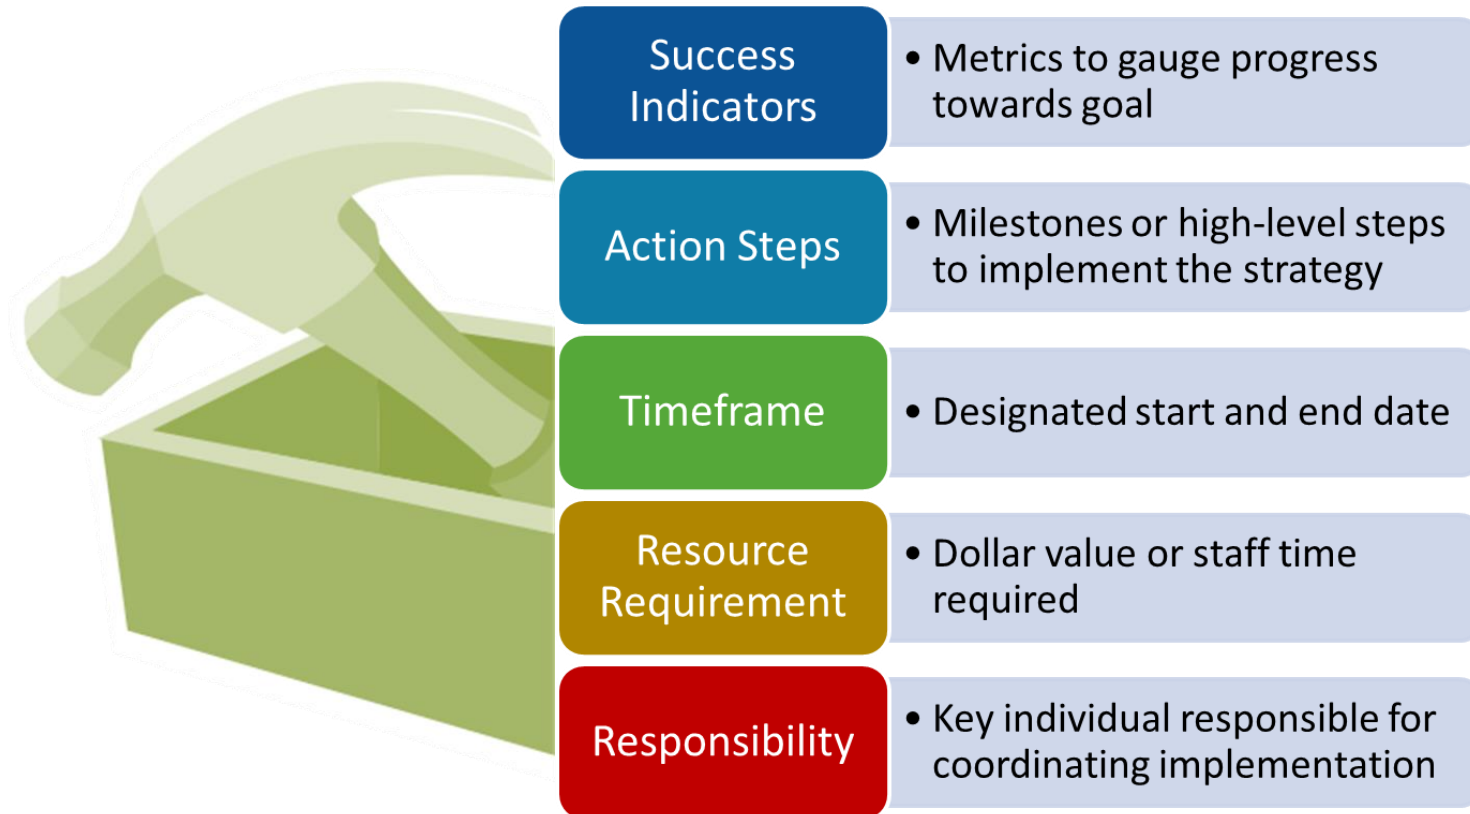 Success
Indicators
• Metrics to gauge progress
towards goal
Action Steps
• Milestones or high-level steps
to implement the strategy
Timeframe
• Designated start and end date
Resource
Requirement
• Dollar value or staff time
required
Responsibility
• Key individual responsible for
coordinating implementation